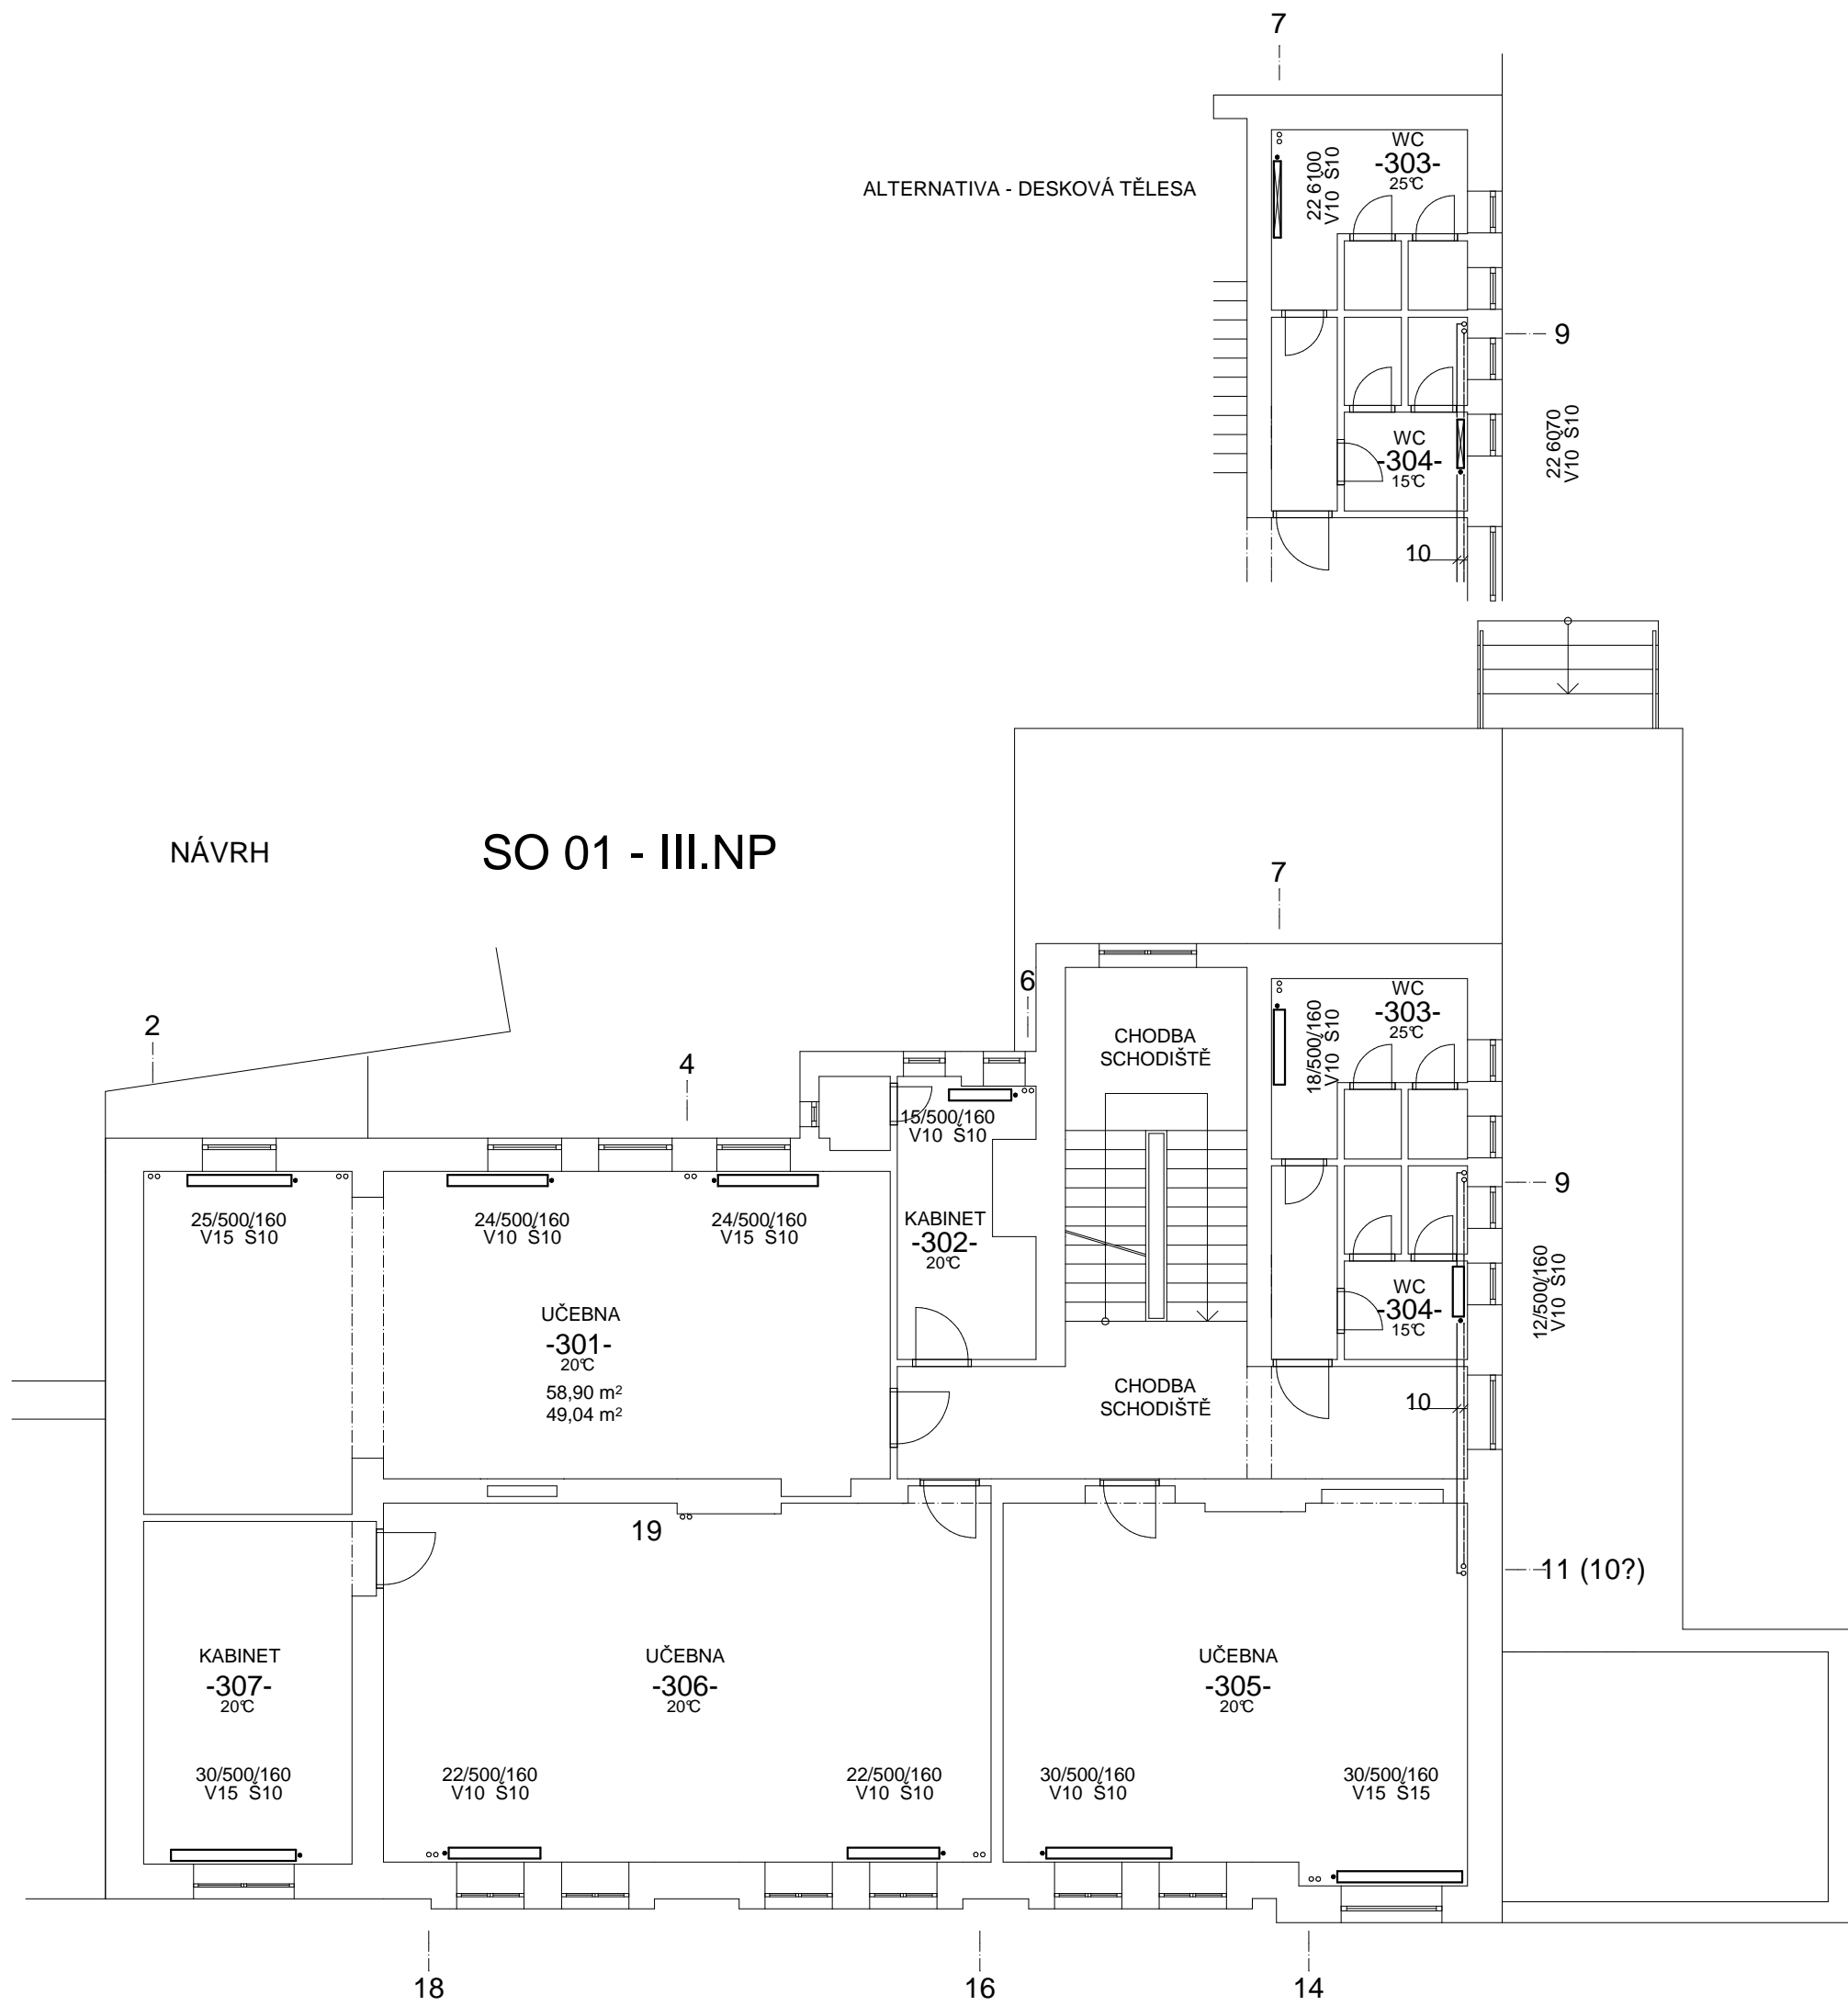 7
ALTERNATIVA - DESKOVÁ TĚLESA
22 6100
V10 Š10
WC
-303-
25°C
9
22 6070
V10 Š10
WC
-304-
15°C
10
NÁVRH
SO 01 - III.NP
7
6
2
4
CHODBA
SCHODIŠTĚ
18/500/160
V10 Š10
WC
-303-
25°C
15/500/160
V10 Š10
9
25/500/160
V15 Š10
24/500/160
V10 Š10
24/500/160
V15 Š10
KABINET
-302-
20°C
12/500/160
V10 Š10
WC
-304-
15°C
UČEBNA
-301-
20°C
58,90 m²
49,04 m²
CHODBA
SCHODIŠTĚ
10
19
11 (10?)
KABINET
-307-
20°C
UČEBNA
-306-
20°C
UČEBNA
-305-
20°C
30/500/160
V15 Š10
22/500/160
V10 Š10
22/500/160
V10 Š10
30/500/160
V10 Š10
30/500/160
V15 Š15
18
16
14